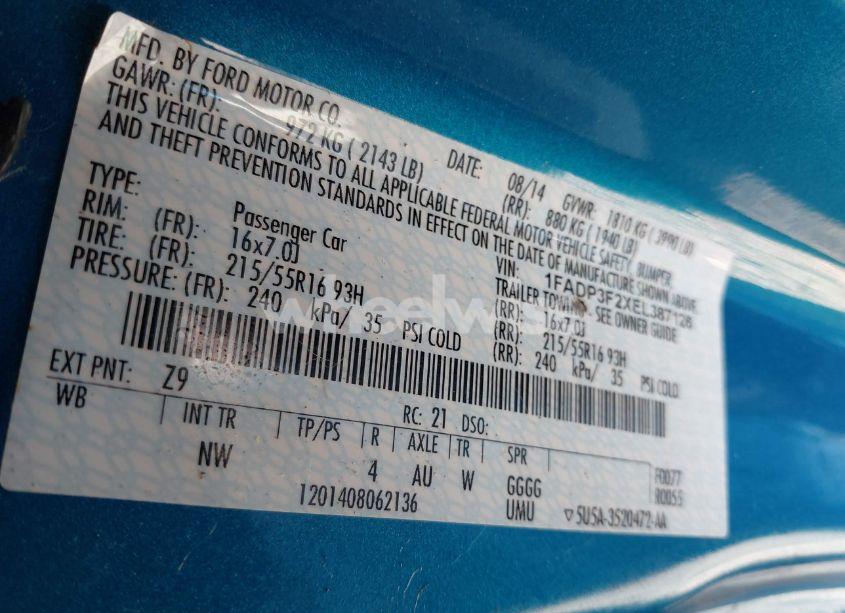 MFD. BY FORD MOTOR CO.
DATE: 08/14 GVWR: 1810 KG ( 3990 LB)
GAWR: (FR): 972 KG ( 2143 LB) (RR): 880 KG ( 1940 LB)
THIS VEHICLE CONFORMS TO ALL APPLICABLE FEDERAL MOTOR VEHICLE SAFETY, BUMPER
AND THEFT PREVENTION STANDARDS IN EFFECT ON THE DATE OF MANUFACTURE SHOWN ABOVE
VIN: 1FADP3F2XEL387126
TYPE: Passenger Car TRAILER TOWING - SEE OWNER GUIDE
RIM: (FR): 16x7.0J (RR): 16x7.0J
TIRE: (FR): 215/55R16 93H (RR): 215/55R16 93H
PRESSURE: (FR): 240 kPa/ 35 PSI COLD (RR): 240 kPa/ 35 PSI COLD
wheelw
EXT PNT: Z9 RC: 21 DSO:
WB INT TR TP/PS R AXLE TR SPR
NW 4 AU W GGGG
UMU
F0077
R0055
1201408062136
▽5U5A-3520472-AA